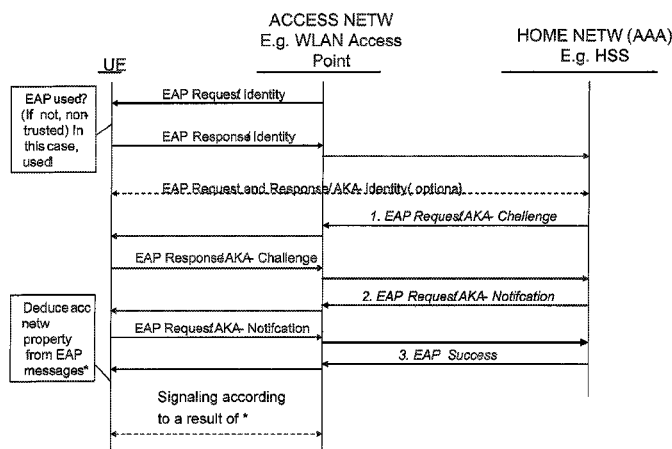 ACCESS NETW
E.g. WLAN Access
Point
HOME NETW (AAA)
E.g. HSS
UE
EAP used?
(If not, non-
trusted) In
this case,
used!
EAP Request/ Identity
EAP Response/ Identity
EAP Request and Response/AKA-Identity( optional)
1. EAP Request/AKA- Chellenge
EAP Response/AKA- Challenge
2. EAP Request/AKA- Notifcation
Deduce acc
netw
property
from EAP
messages*
EAP Request/AKA- Notifcation
3. EAP Success
Signaling according
to a result of *